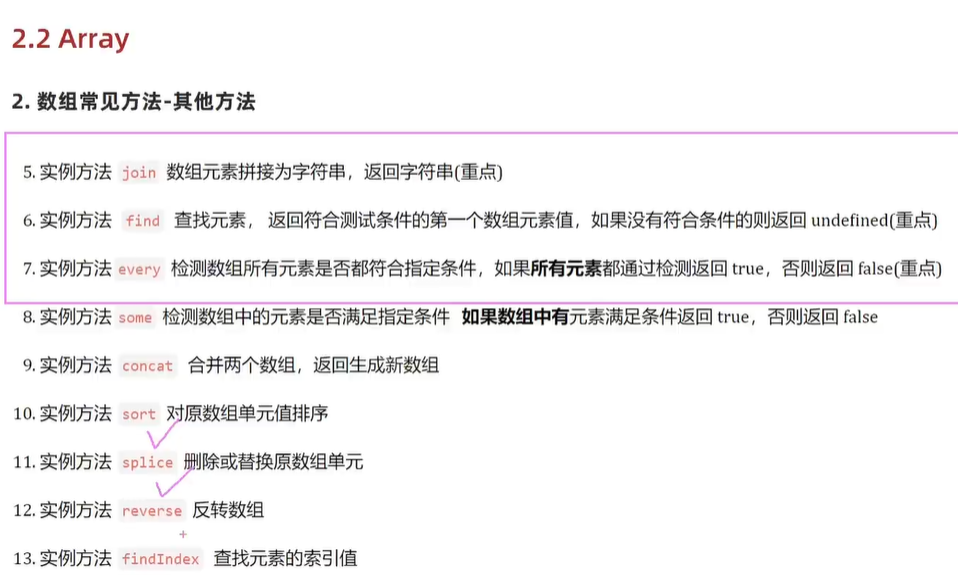 2.2 Array
2. 数组常见方法-其他方法
5. 实例方法 join 数组元素拼接为字符串，返回字符串(重点)
6. 实例方法 find 查找元素， 返回符合测试条件的第一个数组元素值，如果没有符合条件的则返回 undefined(重点)
7. 实例方法 every 检测数组所有元素是否都符合指定条件，如果所有元素都通过检测返回 true，否则返回 false(重点)
8. 实例方法 some 检测数组中的元素是否满足指定条件 如果数组中有元素满足条件返回 true，否则返回 false
9. 实例方法 concat 合并两个数组，返回生成新数组
10. 实例方法 sort 对原数组单元值排序
11. 实例方法 splice 删除或替换原数组单元
12. 实例方法 reverse 反转数组
13. 实例方法 findIndex 查找元素的索引值